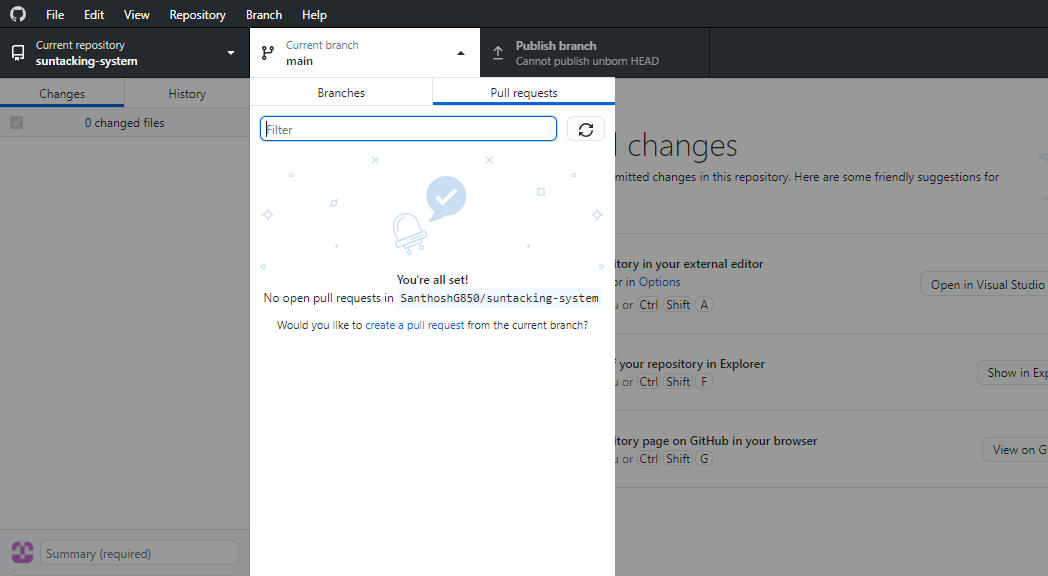 File Edit View Repository Branch Help
Current repository
suntacking-system
Current branch
main
Publish branch
Cannot publish unborn HEAD
Changes History
0 changed files
Branches Pull requests
Filter
You're all set!
No open pull requests in SanthoshG850/suntacking-system
Would you like to create a pull request from the current branch?
changes
mitted changes in this repository. Here are some friendly suggestions for
tory in your external editor
or in Options
or Ctrl Shift A
Open in Visual Studio
f your repository in Explorer
or Ctrl Shift F
Show in Exp
tory page on GitHub in your browser
or Ctrl Shift G
View on G
Summary (required)